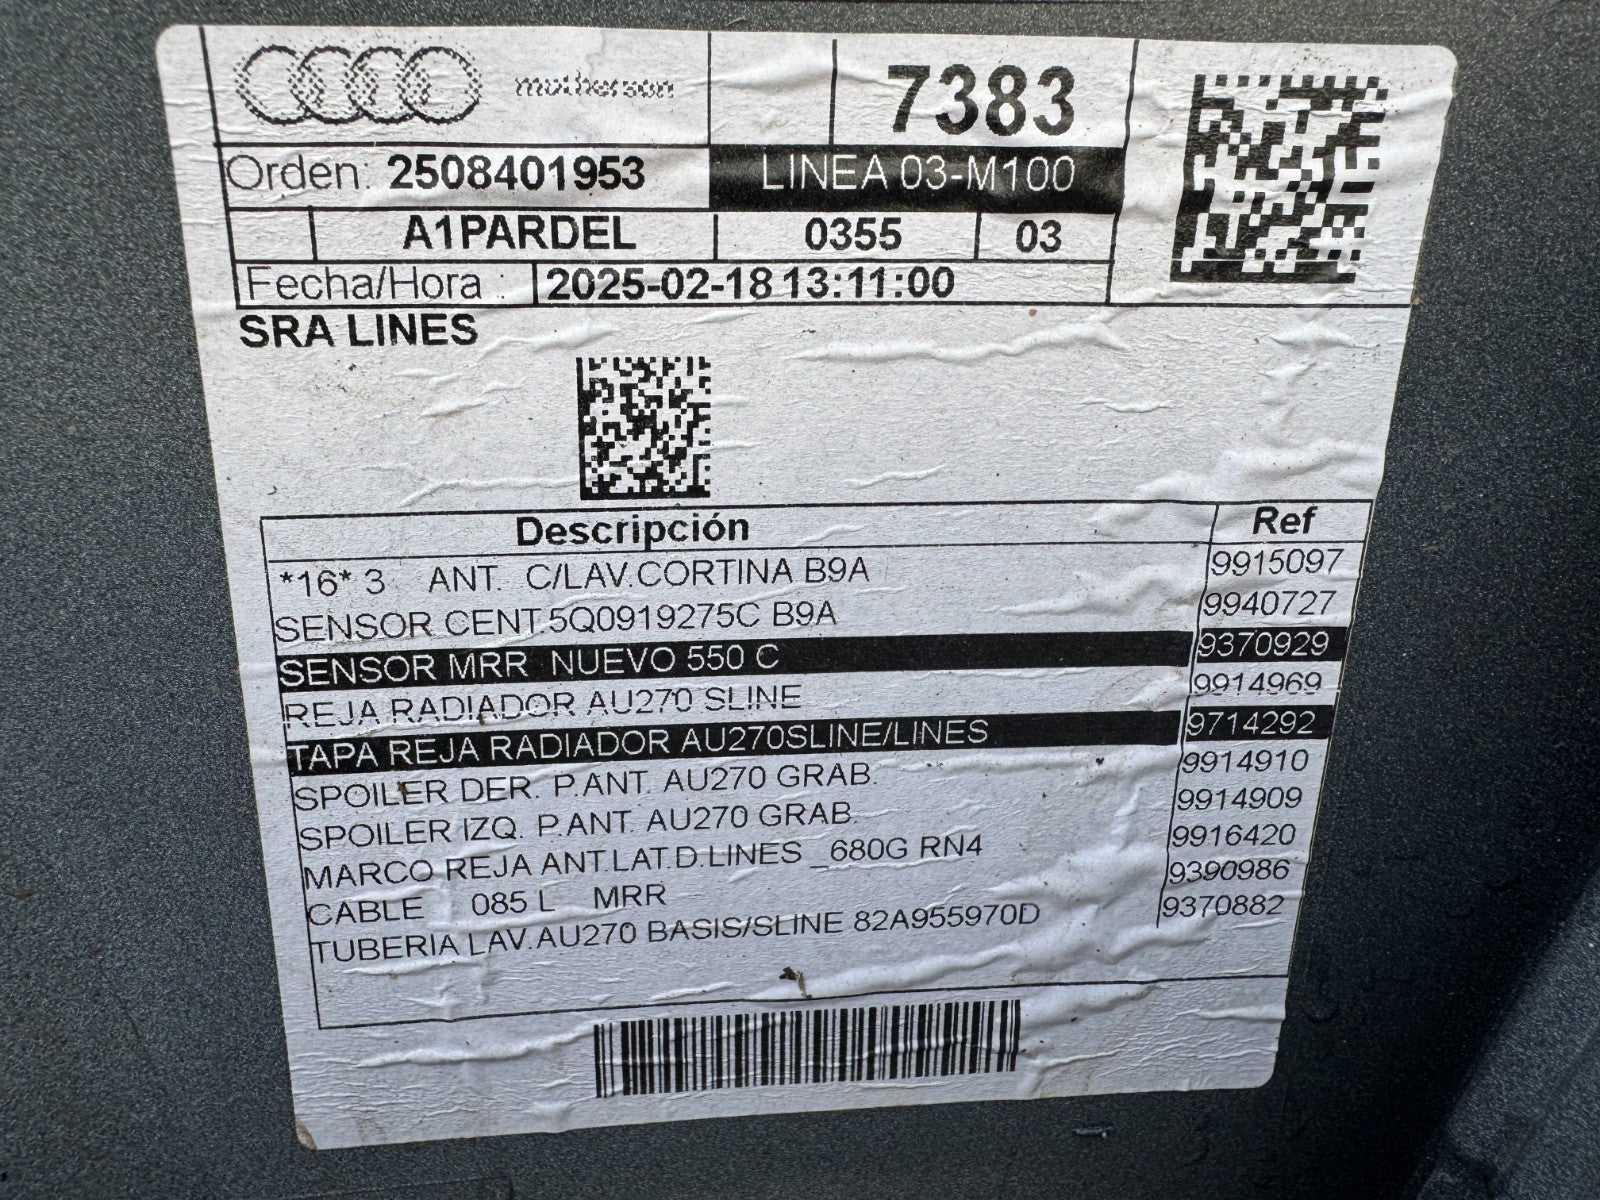 motherson
7383
Orden: 2508401953
LINEA 03-M100
A1PARDEL 0355 03
Fecha/Hora 2025-02-18 13:11:00
SRA LINES
Descripción Ref
*16* 3 ANT. C/LAV.CORTINA B9A 9915097
SENSOR CENT.5Q0919275C B9A 9940727
SENSOR MRR NUEVO 550 C 9370929
REJA RADIADOR AU270 SLINE 9914969
TAPA REJA RADIADOR AU270SLINE/LINES 9714292
SPOILER DER. P.ANT. AU270 GRAB. 9914910
SPOILER IZQ. P.ANT. AU270 GRAB. 9914909
MARCO REJA ANT.LAT.D.LINES _680G RN4 9916420
CABLE 085 L MRR 9390986
TUBERIA LAV.AU270 BASIS/SLINE 82A955970D 9370882